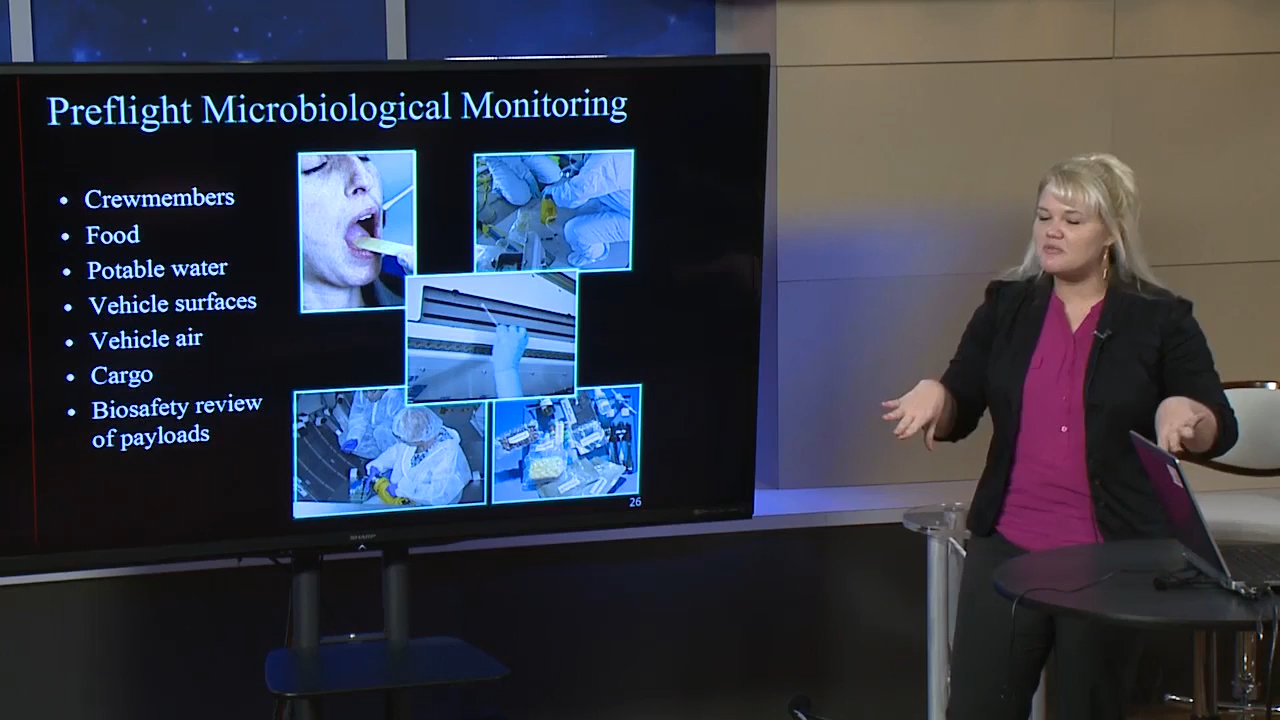 Preflight Microbiological Monitoring
• Crewmembers
• Food
• Potable water
• Vehicle surfaces
• Vehicle air
• Cargo
• Biosafety review
of payloads
26
SHARP